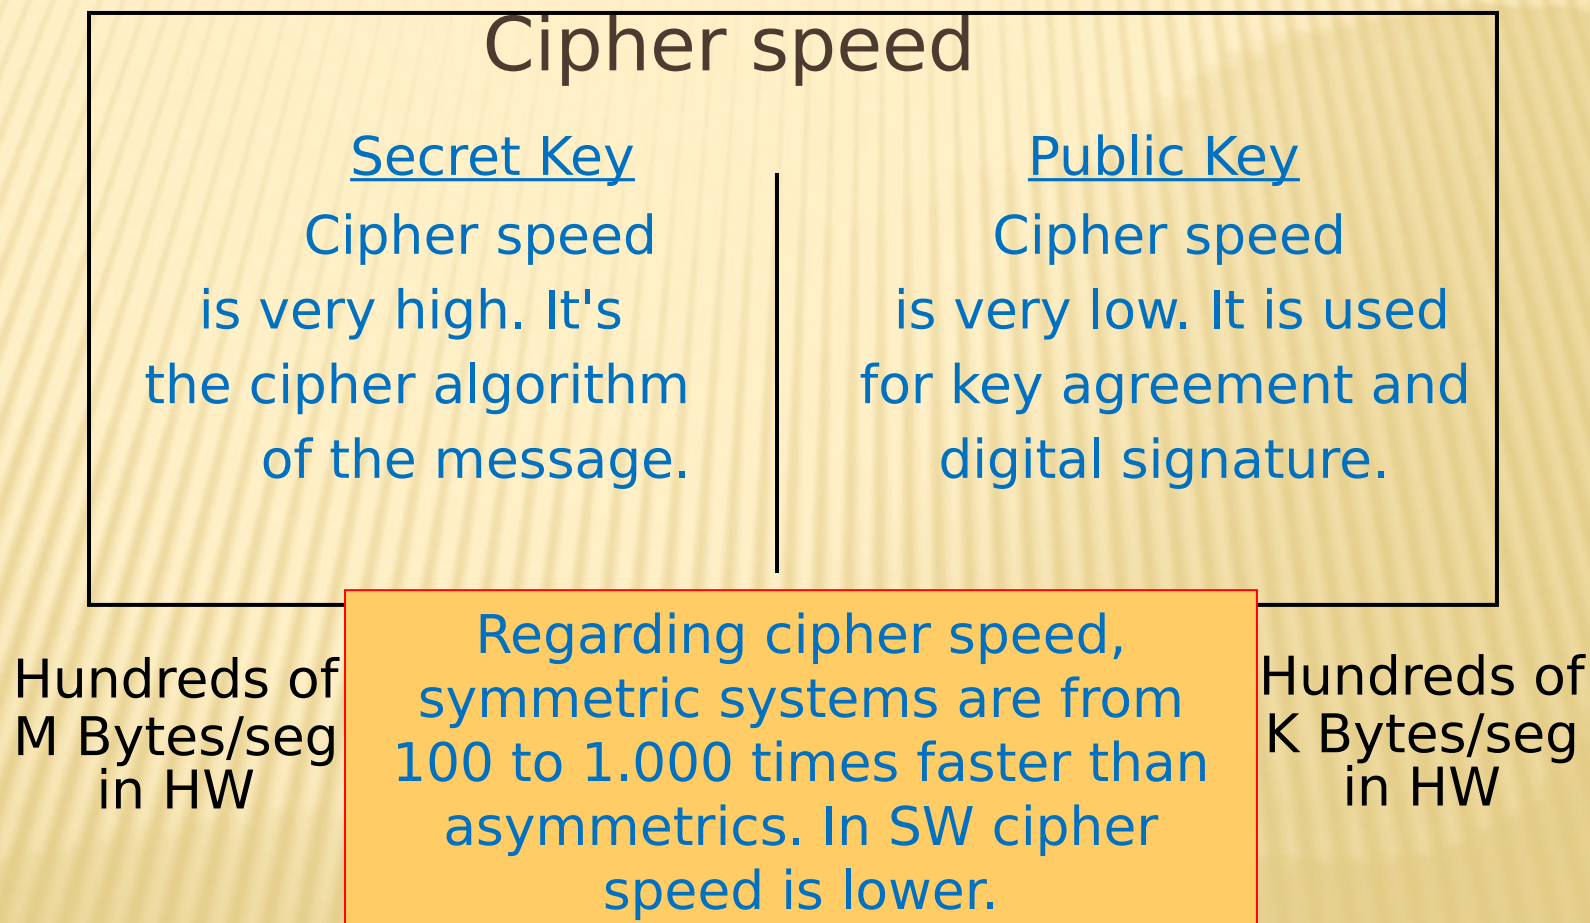 Cipher speed
Secret Key
Cipher speed
is very high. It's
the cipher algorithm
of the message.
Public Key
Cipher speed
is very low. It is used
for key agreement and
digital signature.
Hundreds of
M Bytes/seg
in HW
Regarding cipher speed,
symmetric systems are from
100 to 1.000 times faster than
asymmetrics. In SW cipher
speed is lower.
Hundreds of
K Bytes/seg
in HW